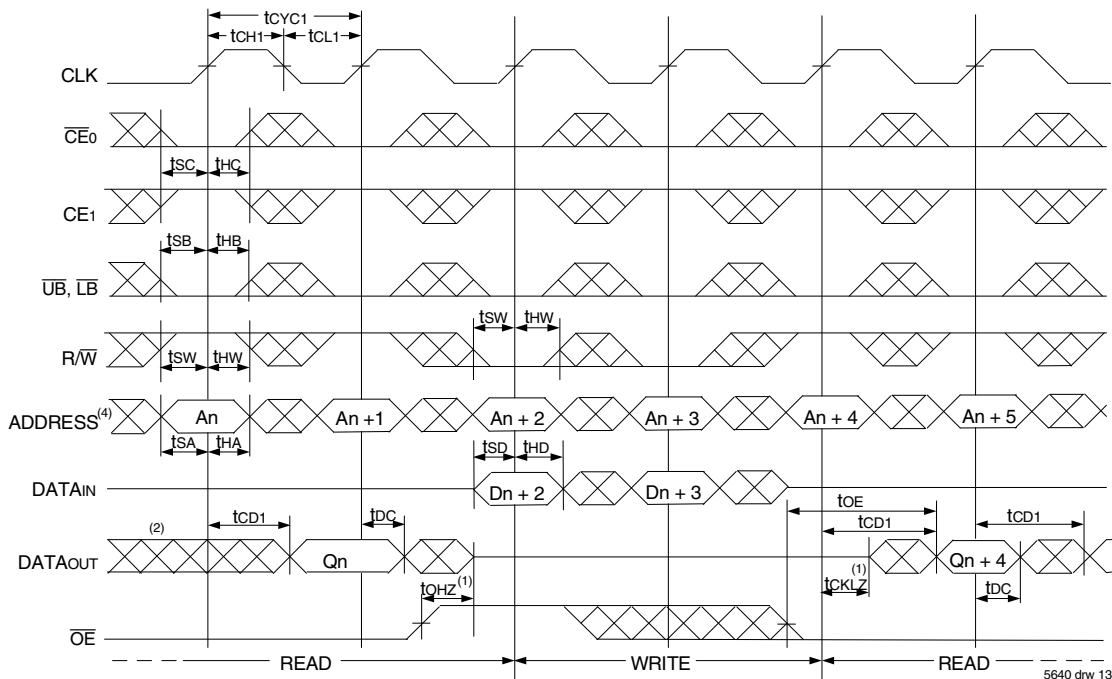 tCYC1
tCH1 tCL1
CLK
CE0
tSC tHC
CE1
tSB tHB
UB, LB
tSW tHW
R/W
tSW tHW
ADDRESS(4) An An +1 An + 2 An + 3 An + 4 An + 5
tSA tHA
tSD tHD
DATAIN Dn + 2 Dn + 3
tOE
(2) tCD1 tDC tCD1 tCD1
DATAOUT Qn Qn + 4
tOHZ(1) tCKLZ(1) tDC
OE
READ WRITE READ
5640 drw 13